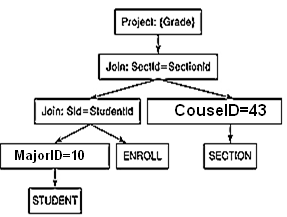 Project: {Grade}
Join: SectId=SectionId
Join: SId=StudentId
CouseID=43
MajorID=10
ENROLL
SECTION
STUDENT